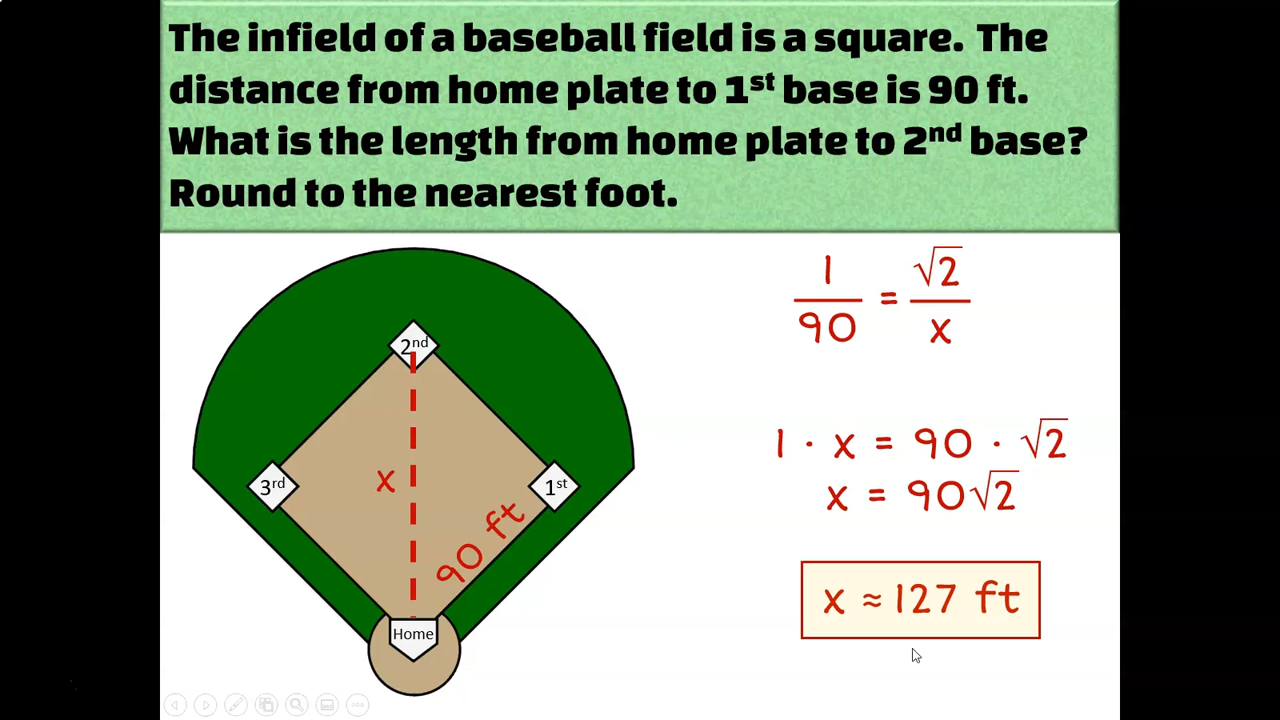 The infield of a baseball field is a square. The
distance from home plate to 1st base is 90 ft.
What is the length from home plate to 2nd base?
Round to the nearest foot.
2nd
3rd
1st
x
90 ft
Home
1/90 = √2/x
1 · x = 90 · √2
x = 90√2
x ≈ 127 ft